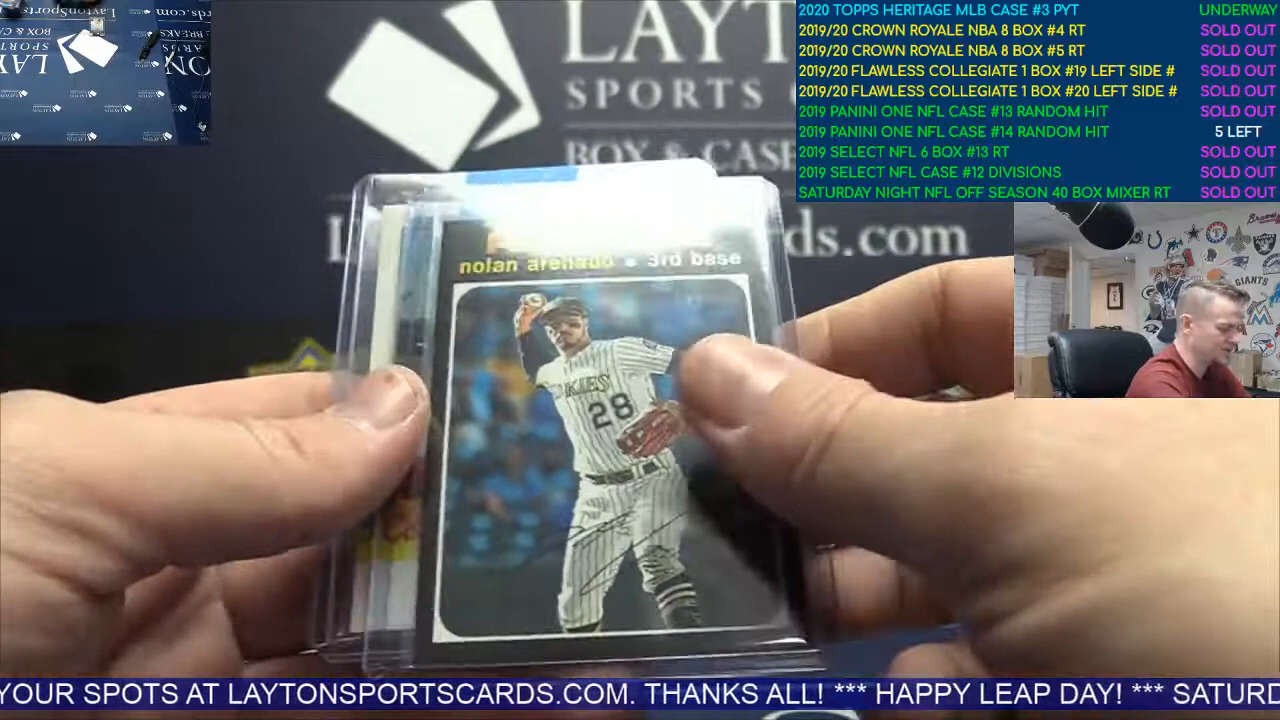 2020 TOPPS HERITAGE MLB CASE #3 PYT UNDERWAY
2019/20 CROWN ROYALE NBA 8 BOX #4 RT SOLD OUT
2019/20 CROWN ROYALE NBA 8 BOX #5 RT SOLD OUT
2019/20 FLAWLESS COLLEGIATE 1 BOX #19 LEFT SIDE # SOLD OUT
2019/20 FLAWLESS COLLEGIATE 1 BOX #20 LEFT SIDE # SOLD OUT
2019 PANINI ONE NFL CASE #13 RANDOM HIT SOLD OUT
2019 PANINI ONE NFL CASE #14 RANDOM HIT 5 LEFT
2019 SELECT NFL 6 BOX #13 RT SOLD OUT
2019 SELECT NFL CASE #12 DIVISIONS SOLD OUT
SATURDAY NIGHT NFL OFF SEASON 40 BOX MIXER RT SOLD OUT
LAYT
SPORTS
BOX & CASE
ds.com
GIANTS
nolan arenado • 3rd base
KIES
28
YOUR SPOTS AT LAYTONSPORTSCARDS.COM. THANKS ALL! *** HAPPY LEAP DAY! *** SATURD